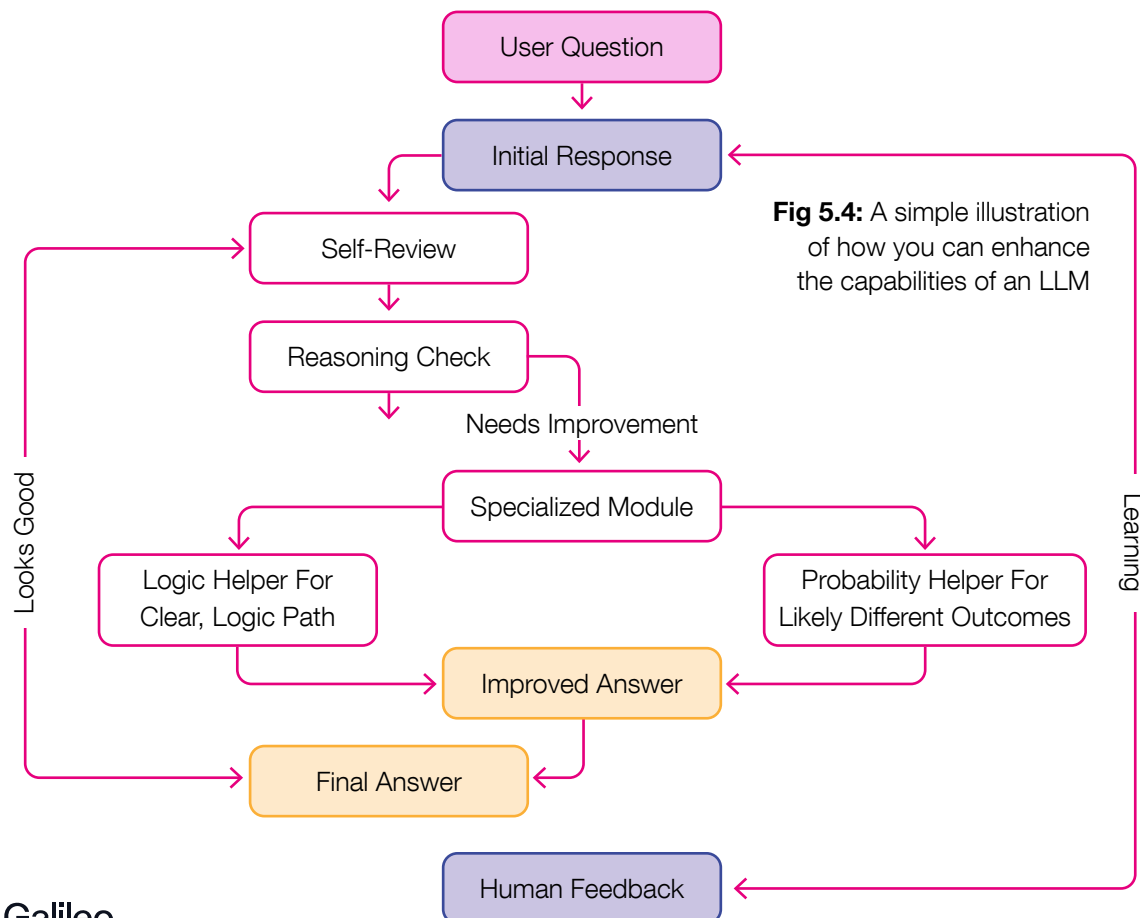 User Question
Initial Response
Fig 5.4: A simple illustration
of how you can enhance
the capabilities of an LLM
Self-Review
Reasoning Check
Needs Improvement
Specialized Module
Looks Good
Learning
Logic Helper For
Clear, Logic Path
Probability Helper For
Likely Different Outcomes
Improved Answer
Final Answer
Human Feedback
Galileo